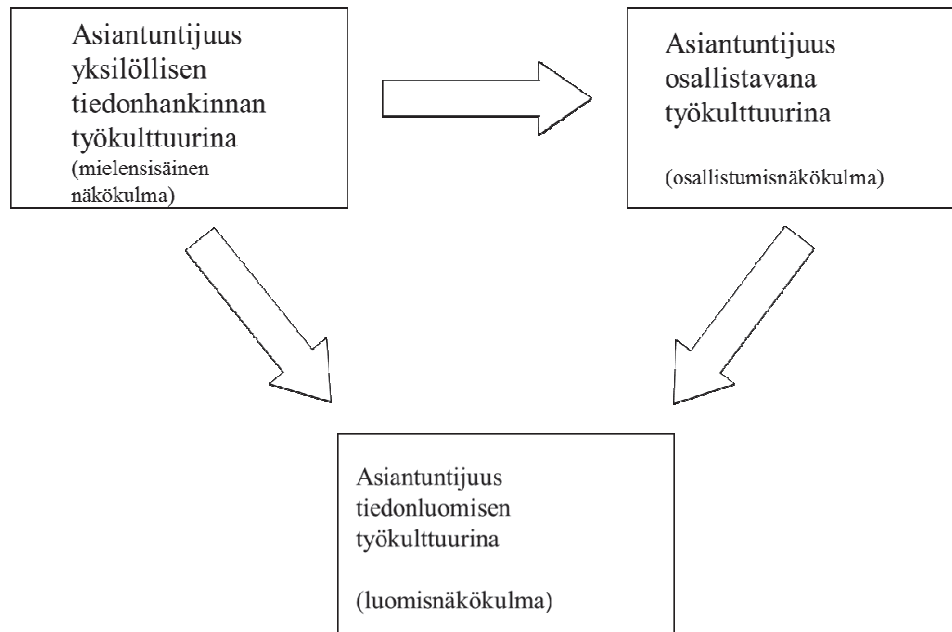 Asiantuntijuus
yksilöllisen
tiedonhankinnan
työkulttuurina
(mielensisäinen
näkökulma)
Asiantuntijuus
osallistavana
työkulttuurina
(osallistumisnäkökulma)
Asiantuntijuus
tiedonluomisen
työkulttuurina
(luomisnäkökulma)